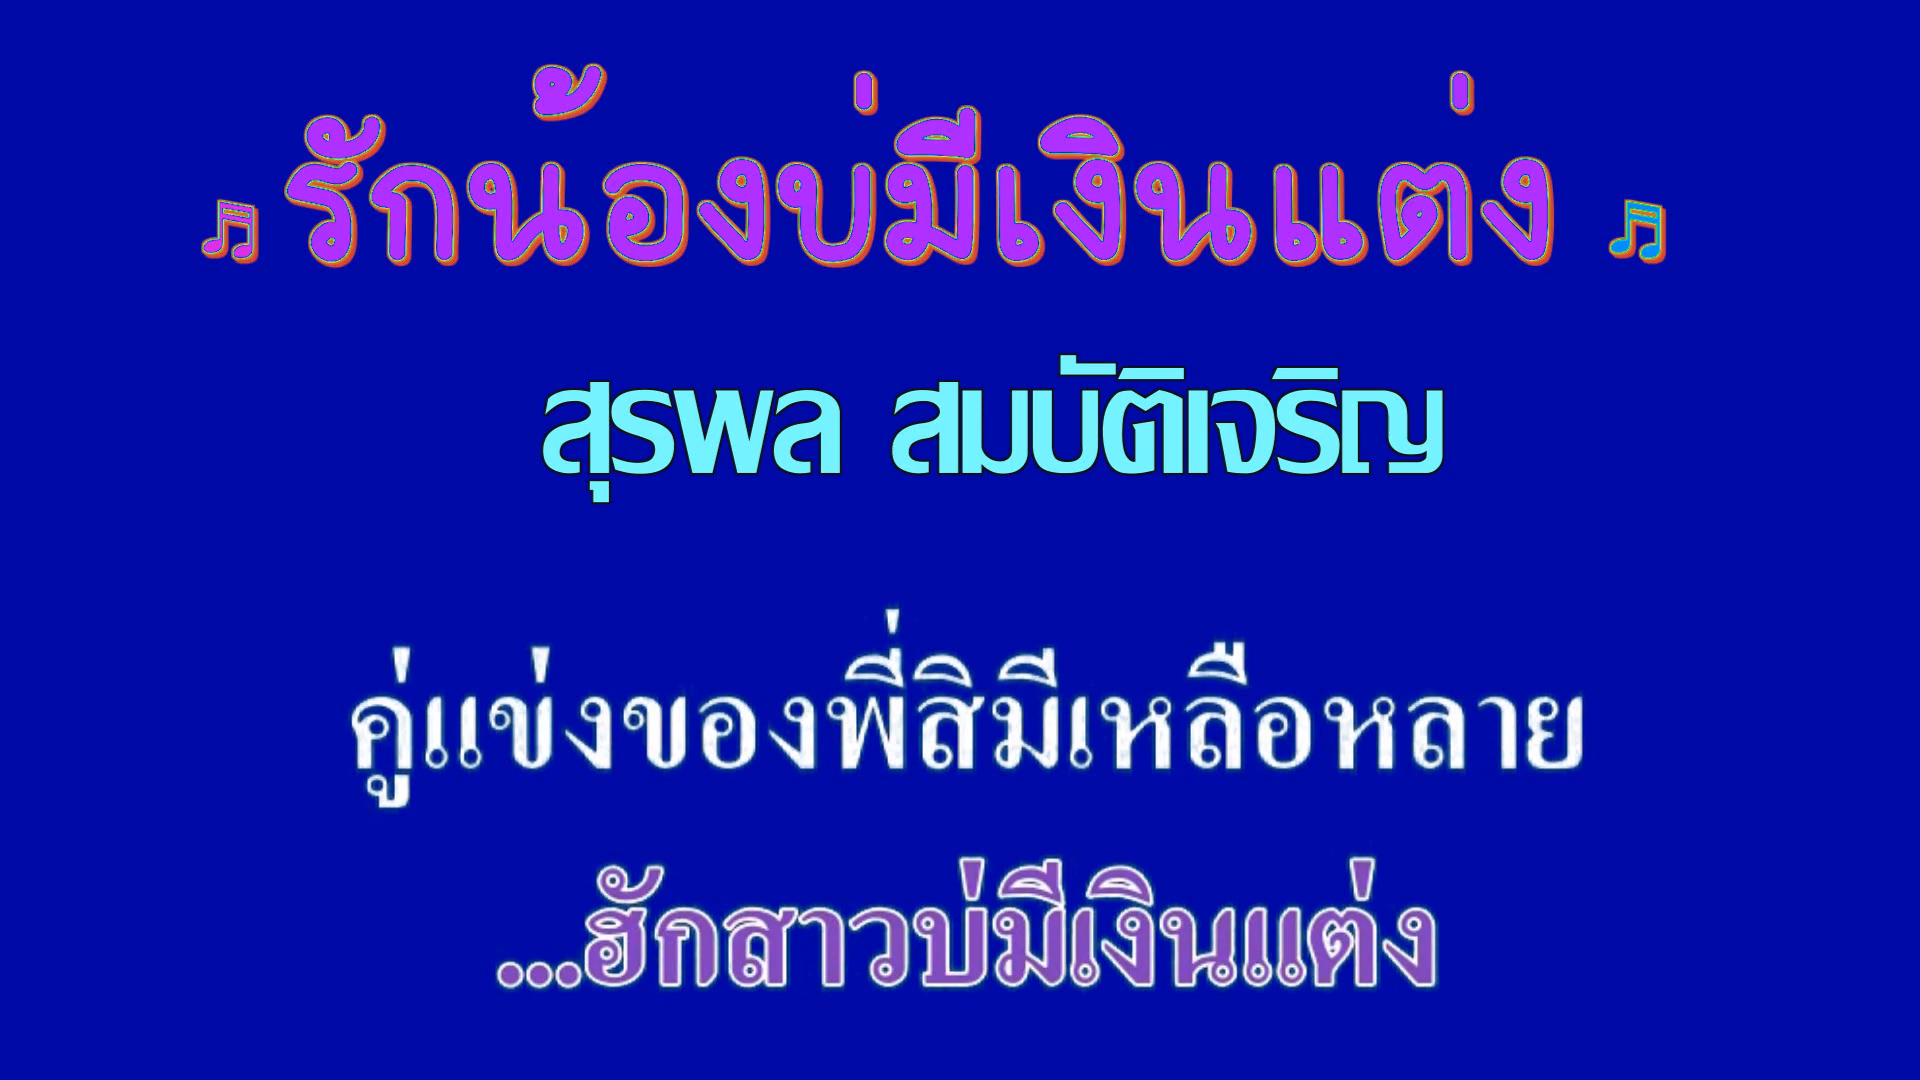 ♫ รักน้องบ่มีเงินแต่ง ♫
สุรพล สมบัติเจริญ
คู่แข่งของพี่สิมีเหลือหลาย
...ฮักสาวบ่มีเงินแต่ง